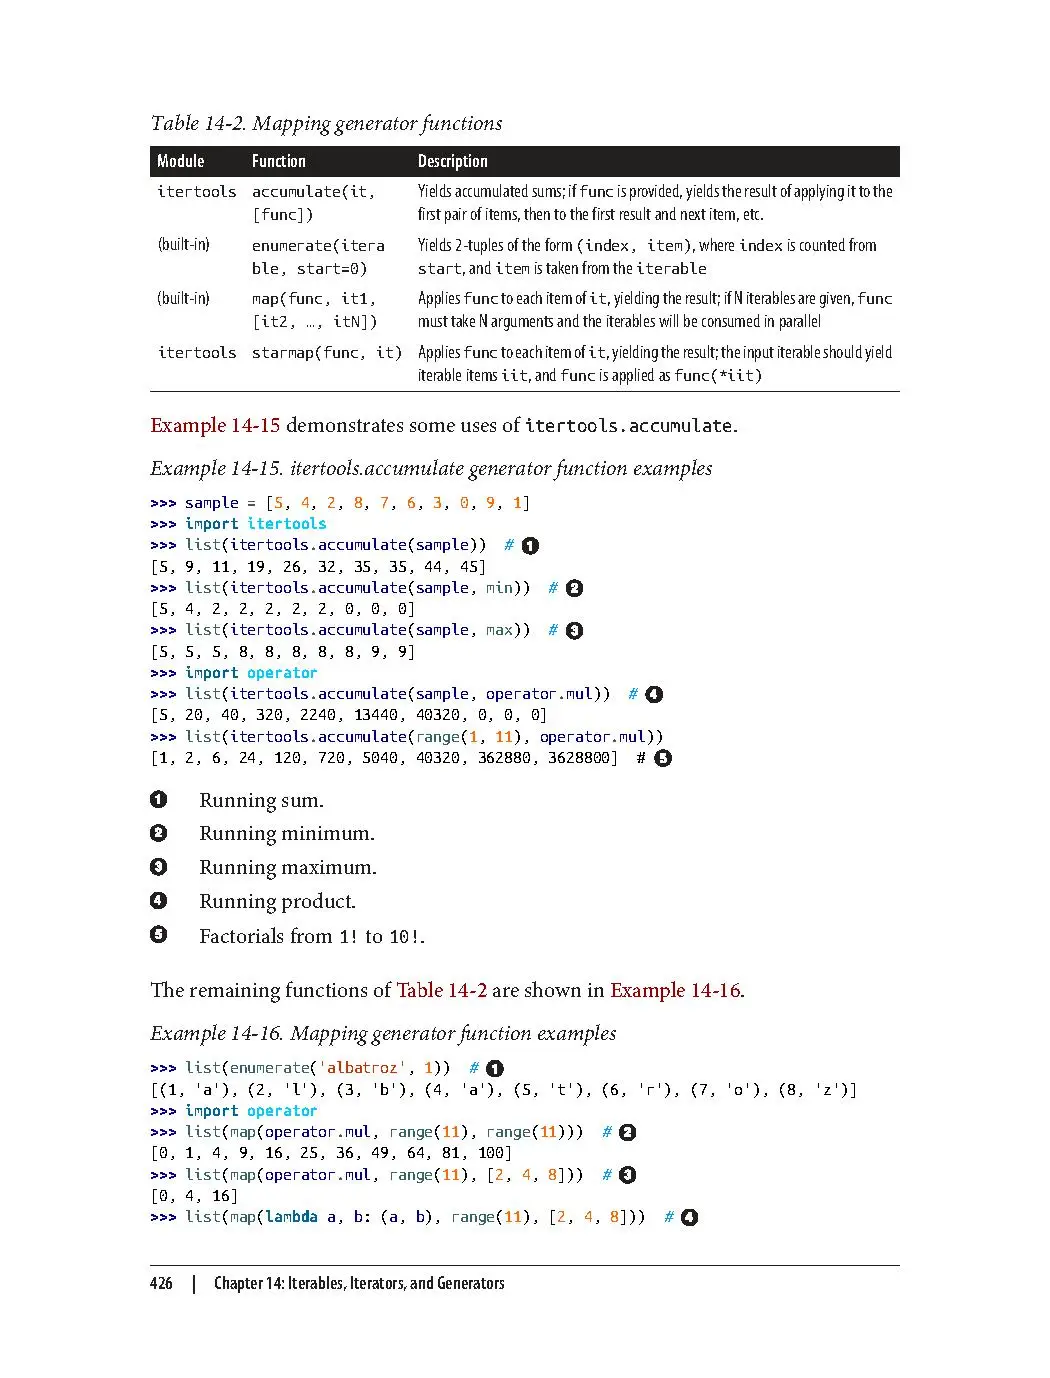 Table 14-2. Mapping generator functions
Module Function Description
itertools accumulate(it, Yields accumulated sums; if func is provided, yields the result of applying it to the
[func]) first pair of items, then to the first result and next item, etc.
(built-in) enumerate(itera Yields 2-tuples of the form (index, item), where index is counted from
ble, start=0) start, and item is taken from the iterable
(built-in) map(func, it1, Applies func to each item of it, yielding the result; if N iterables are given, func
[it2, …, itN]) must take N arguments and the iterables will be consumed in parallel
itertools starmap(func, it) Applies func to each item of it, yielding the result; the input iterable should yield
iterable items iit, and func is applied as func(*iit)
Example 14-15 demonstrates some uses of itertools.accumulate.
Example 14-15. itertools.accumulate generator function examples
>>> sample = [5, 4, 2, 8, 7, 6, 3, 0, 9, 1]
>>> import itertools
>>> list(itertools.accumulate(sample)) # ❶
[5, 9, 11, 19, 26, 32, 35, 35, 44, 45]
>>> list(itertools.accumulate(sample, min)) # ❷
[5, 4, 2, 2, 2, 2, 2, 0, 0, 0]
>>> list(itertools.accumulate(sample, max)) # ❸
[5, 5, 5, 8, 8, 8, 8, 8, 9, 9]
>>> import operator
>>> list(itertools.accumulate(sample, operator.mul)) # ❹
[5, 20, 40, 320, 2240, 13440, 40320, 0, 0, 0]
>>> list(itertools.accumulate(range(1, 11), operator.mul))
[1, 2, 6, 24, 120, 720, 5040, 40320, 362880, 3628800] # ❺
❶ Running sum.
❷ Running minimum.
❸ Running maximum.
❹ Running product.
❺ Factorials from 1! to 10!.
The remaining functions of Table 14-2 are shown in Example 14-16.
Example 14-16. Mapping generator function examples
>>> list(enumerate('albatroz', 1)) # ❶
[(1, 'a'), (2, 'l'), (3, 'b'), (4, 'a'), (5, 't'), (6, 'r'), (7, 'o'), (8, 'z')]
>>> import operator
>>> list(map(operator.mul, range(11), range(11))) # ❷
[0, 1, 4, 9, 16, 25, 36, 49, 64, 81, 100]
>>> list(map(operator.mul, range(11), [2, 4, 8])) # ❸
[0, 4, 16]
>>> list(map(lambda a, b: (a, b), range(11), [2, 4, 8])) # ❹
426 | Chapter 14: Iterables, Iterators, and Generators